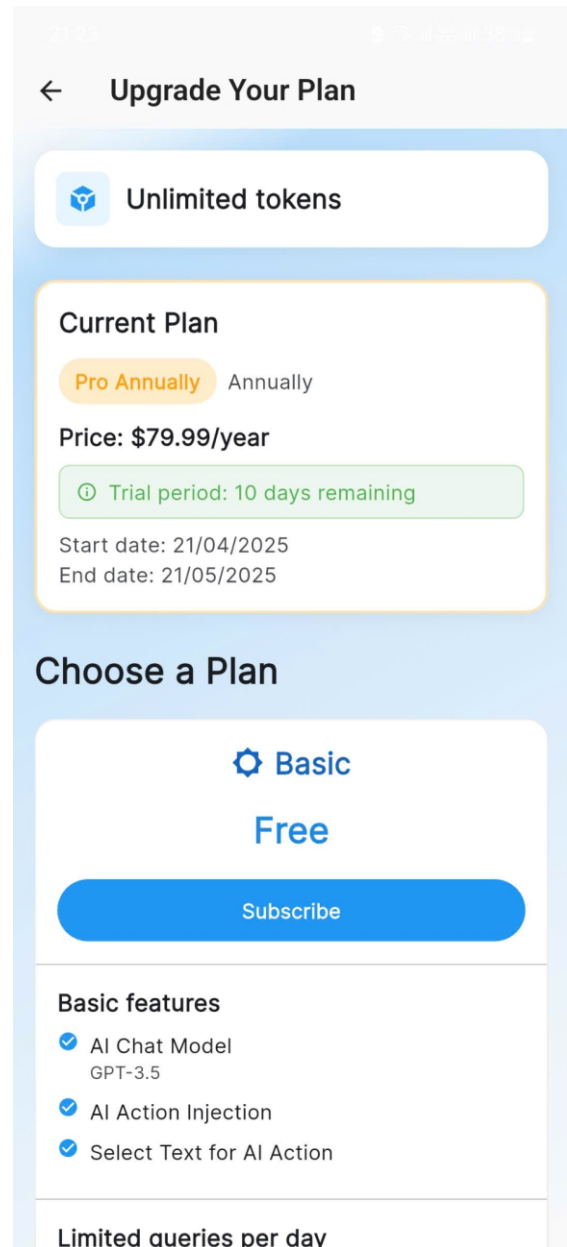 21:23
Upgrade Your Plan
Unlimited tokens
Current Plan
Pro Annually Annually
Price: $79.99/year
Trial period: 10 days remaining
Start date: 21/04/2025
End date: 21/05/2025
Choose a Plan
Basic
Free
Subscribe
Basic features
AI Chat Model
GPT-3.5
AI Action Injection
Select Text for AI Action
Limited queries per day